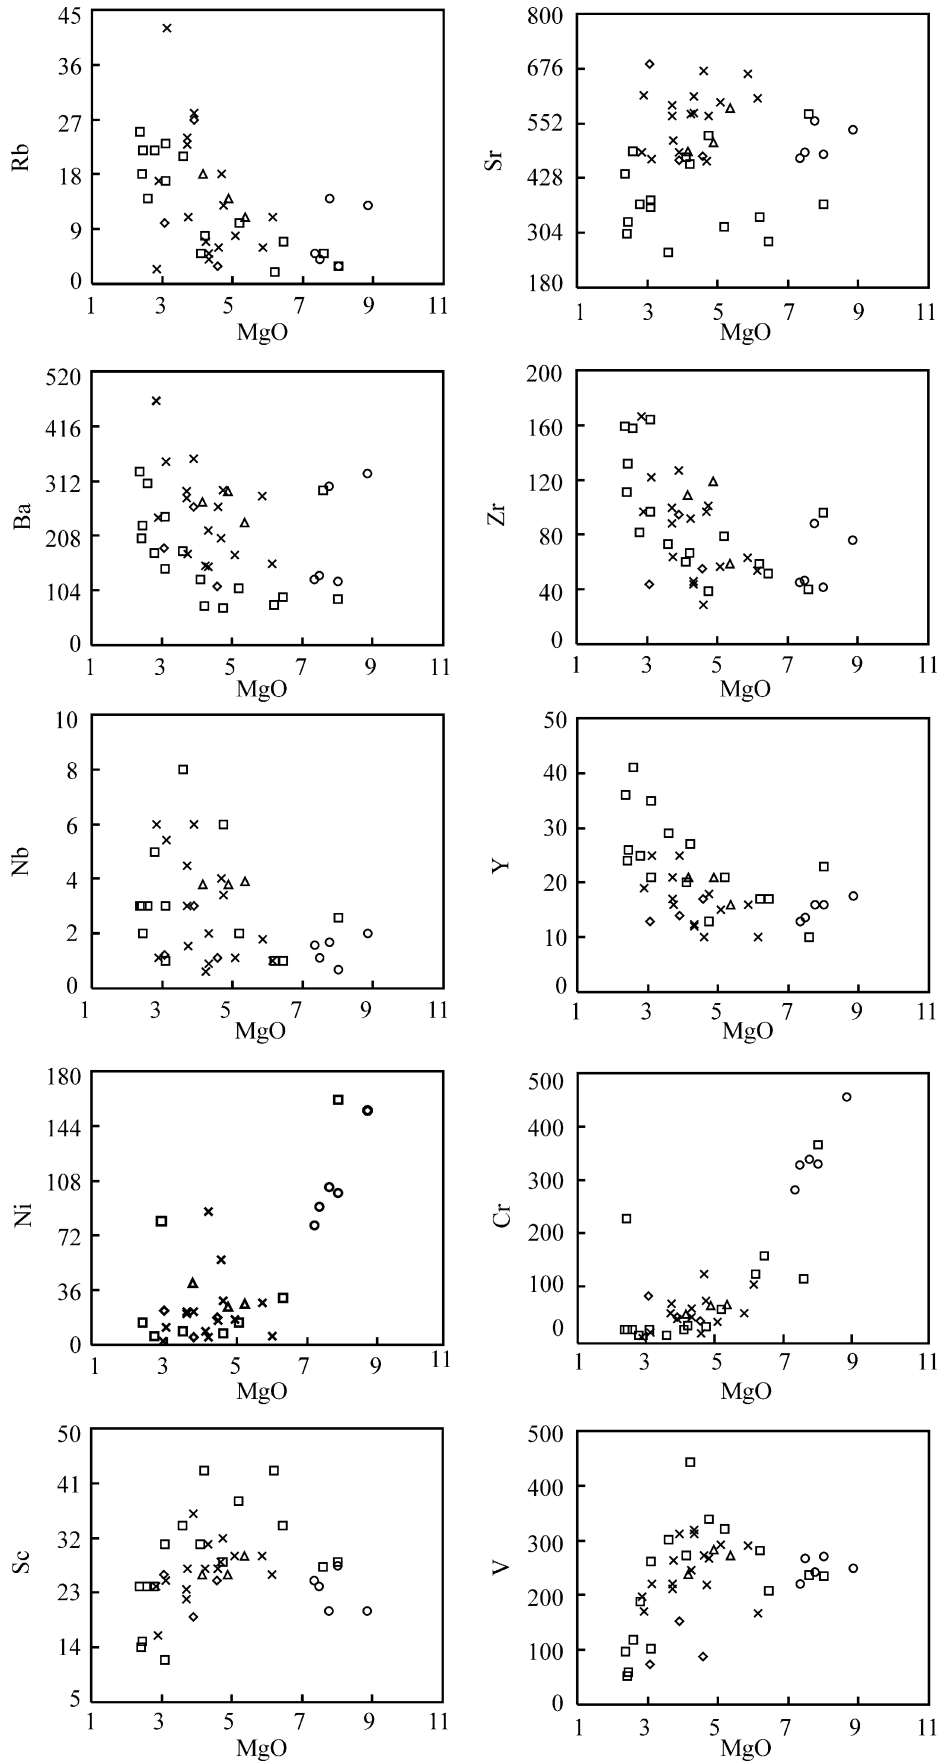 45
36
27
18
9
0
Rb
1 3 5 7 9 11
MgO
800
676
552
428
304
180
Sr
1 3 5 7 9 11
MgO
520
416
312
208
104
0
Ba
1 3 5 7 9 11
MgO
200
160
120
80
40
0
Zr
1 3 5 7 9 11
MgO
10
8
6
4
2
0
Nb
1 3 5 7 9 11
MgO
50
40
30
20
10
0
Y
1 3 5 7 9 11
MgO
180
144
108
72
36
0
Ni
1 3 5 7 9 11
MgO
500
400
300
200
100
0
Cr
1 3 5 7 9 11
MgO
50
41
32
23
14
5
Sc
1 3 5 7 9 11
MgO
500
400
300
200
100
0
V
1 3 5 7 9 11
MgO